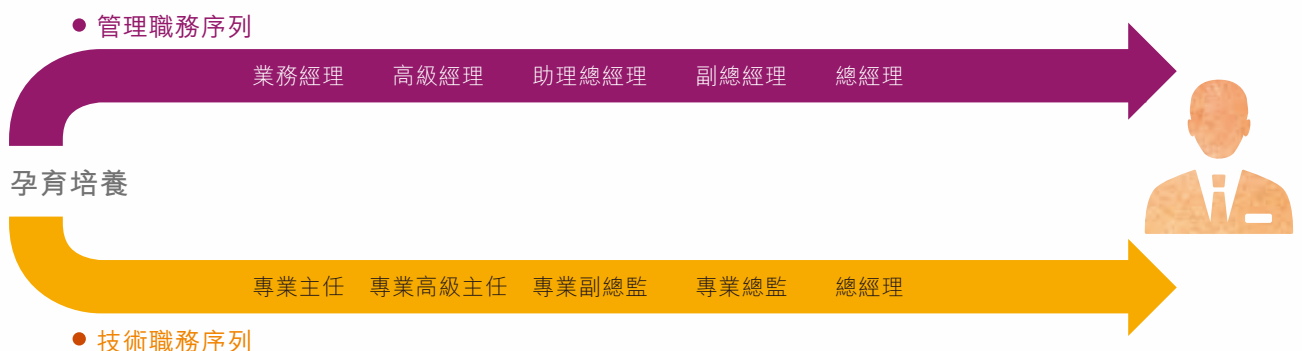 管理職務序列
業務經理 高級經理 助理總經理 副總經理 總經理
孕育培養
專業主任 專業高級主任 專業副總監 專業總監 總經理
技術職務序列